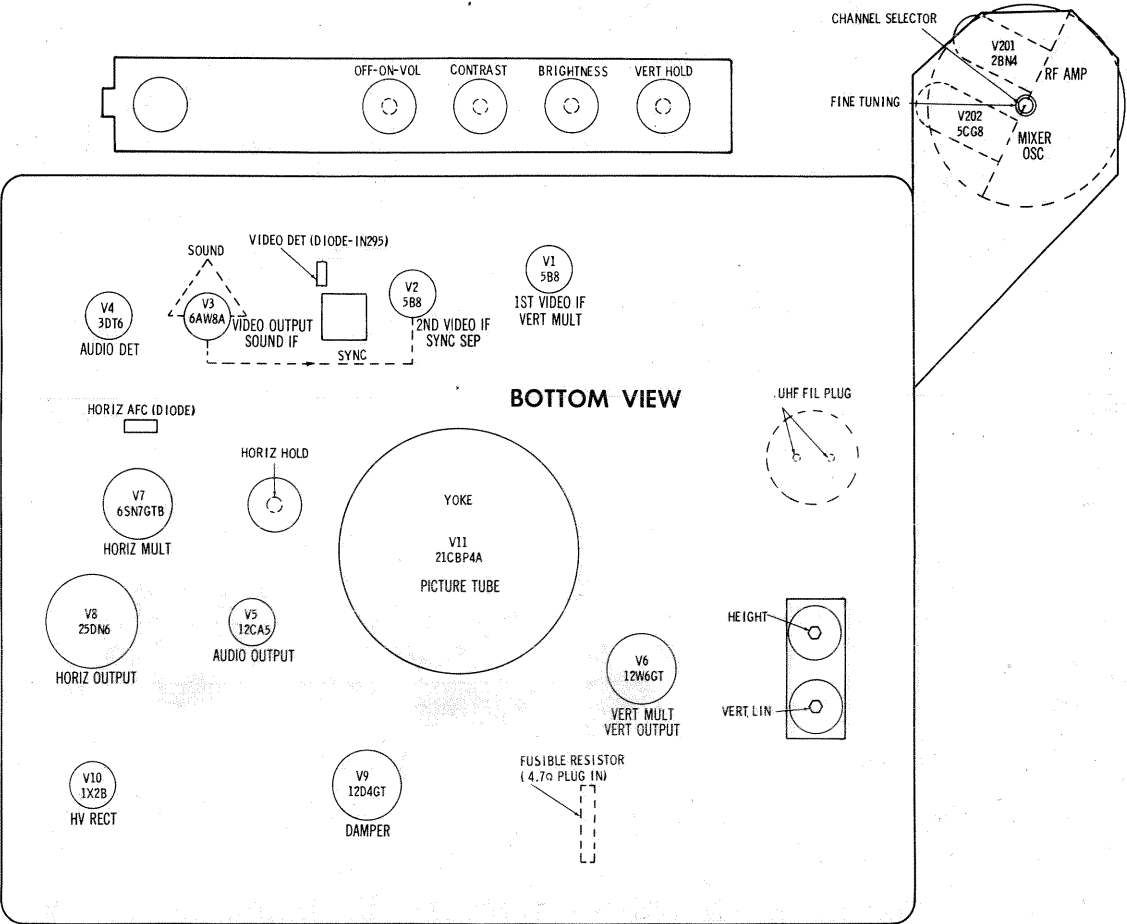 CHANNEL SELECTOR
V201
2BN4
RF AMP
OFF-ON-VOL
CONTRAST
BRIGHTNESS
VERT HOLD
FINE TUNING
V202
5CG8
MIXER
OSC
VIDEO DET (DIODE-IN295)
SOUND
V1
5B8
1ST VIDEO IF
VERT MULT
V2
5B8
2ND VIDEO IF
SYNC SEP
V3
6AW8A
VIDEO OUTPUT
SOUND IF
V4
3DT6
AUDIO DET
SYNC
BOTTOM VIEW
UHF FIL PLUG
HORIZ AFC (DIODE)
HORIZ HOLD
V7
6SN7GTB
HORIZ MULT
YOKE
V11
21CBP4A
PICTURE TUBE
V8
25DN6
HORIZ OUTPUT
V5
12CA5
AUDIO OUTPUT
HEIGHT
V6
12W6GT
VERT MULT
VERT OUTPUT
VERT LIN
FUSIBLE RESISTOR
(4.7Ω PLUG IN)
V10
1X2B
HV RECT
V9
12D4GT
DAMPER